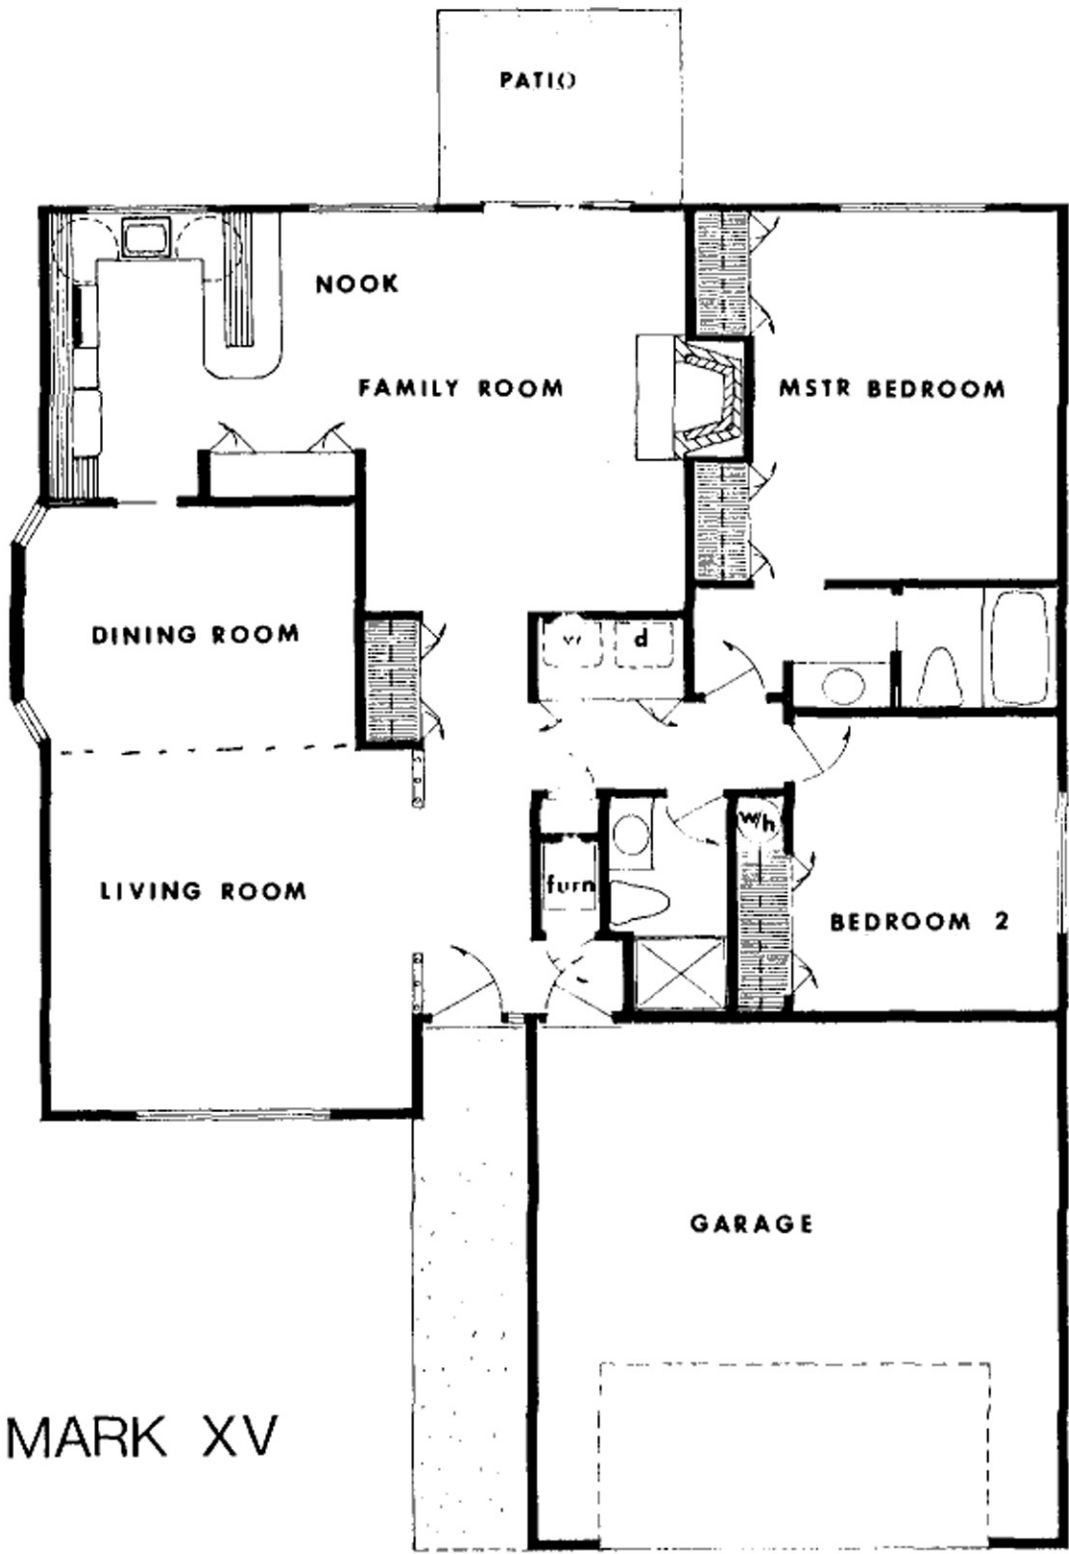 PATIO
NOOK
FAMILY ROOM
MSTR BEDROOM
DINING ROOM
w
d
w/h
LIVING ROOM
furn
BEDROOM 2
GARAGE
MARK XV